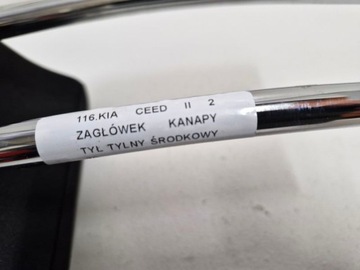 116.KIA CEED II 2
ZAGŁÓWEK KANAPY
TYŁ TYLNY ŚRODKOWY